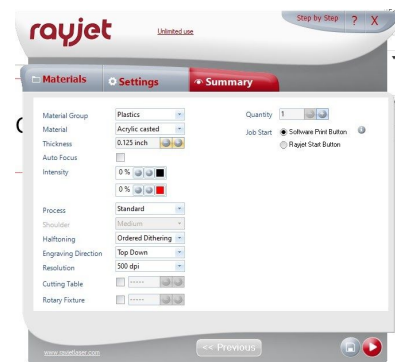 rayjet
Unlimited use
Step by Step ? X
Materials
Settings
Summary
Material Group Plastics
Material Acrylic casted
Thickness 0,125 inch
Auto Focus
Intensity 0 %
0 %
Process Standard
Shoulder Medium
Halftoning Ordered Dithering
Engraving Direction Top Down
Resolution 500 dpi
Cutting Table -----
Rotary Fixture -----
Quantity 1
Job Start Software Print Button
Rayjet Start Button
www.rayjetlaser.com
<< Previous